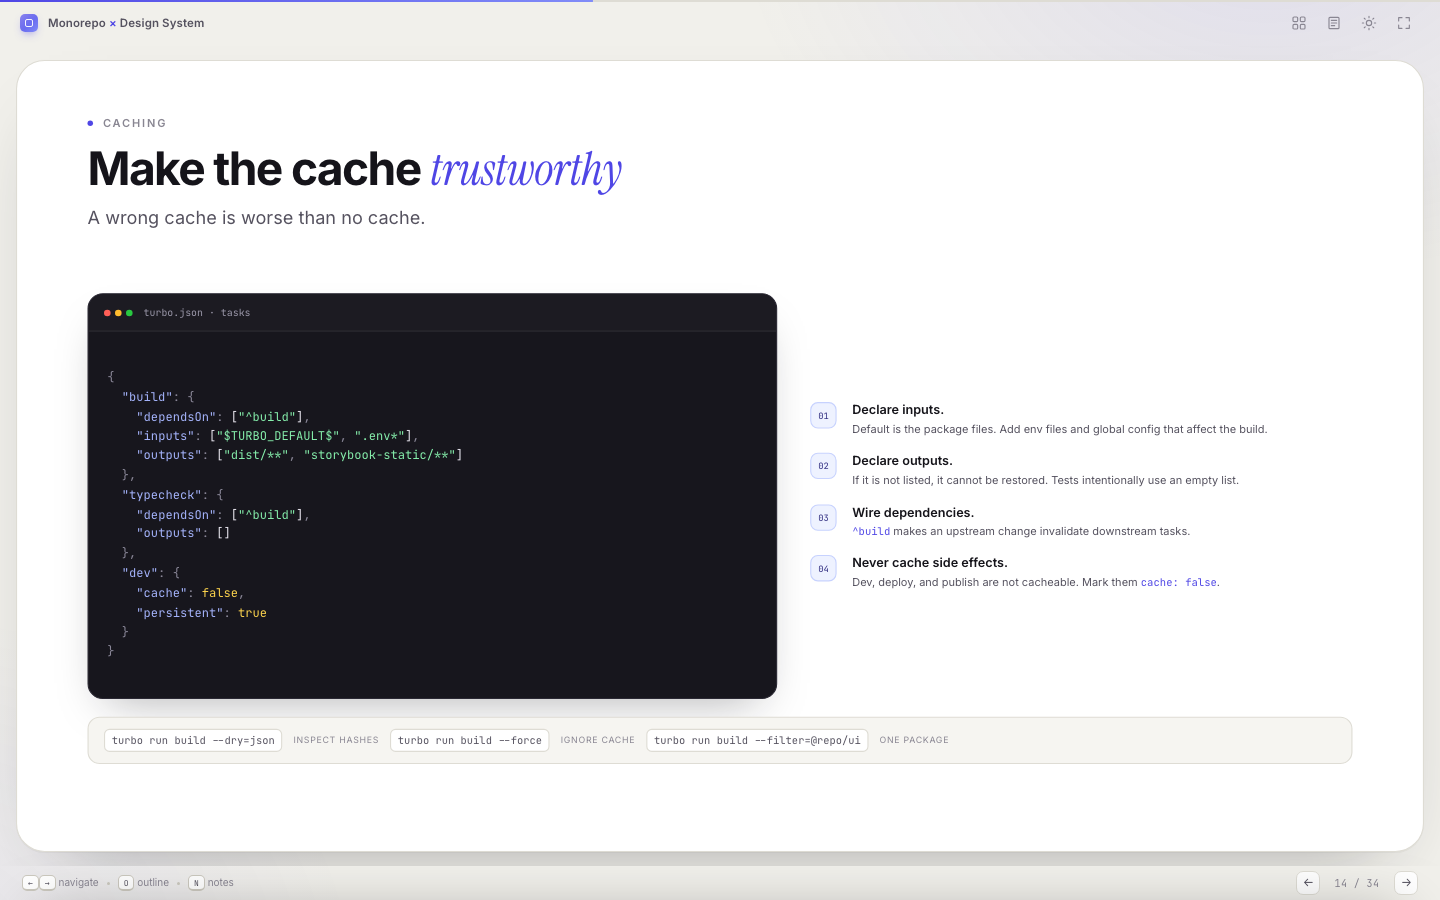 Monorepo × Design System
CACHING
Make the cache trustworthy
A wrong cache is worse than no cache.
turbo.json · tasks
{
  "build": {
    "dependsOn": ["^build"],
    "inputs": ["$TURBO_DEFAULT$", ".env*"],
    "outputs": ["dist/**", "storybook-static/**"]
  },
  "typecheck": {
    "dependsOn": ["^build"],
    "outputs": []
  },
  "dev": {
    "cache": false,
    "persistent": true
  }
}
01
Declare inputs.
Default is the package files. Add env files and global config that affect the build.
02
Declare outputs.
If it is not listed, it cannot be restored. Tests intentionally use an empty list.
03
Wire dependencies.
^build makes an upstream change invalidate downstream tasks.
04
Never cache side effects.
Dev, deploy, and publish are not cacheable. Mark them cache: false.
turbo run build --dry=json INSPECT HASHES turbo run build --force IGNORE CACHE turbo run build --filter=@repo/ui ONE PACKAGE
← → navigate · O outline · N notes
← 14 / 34 →